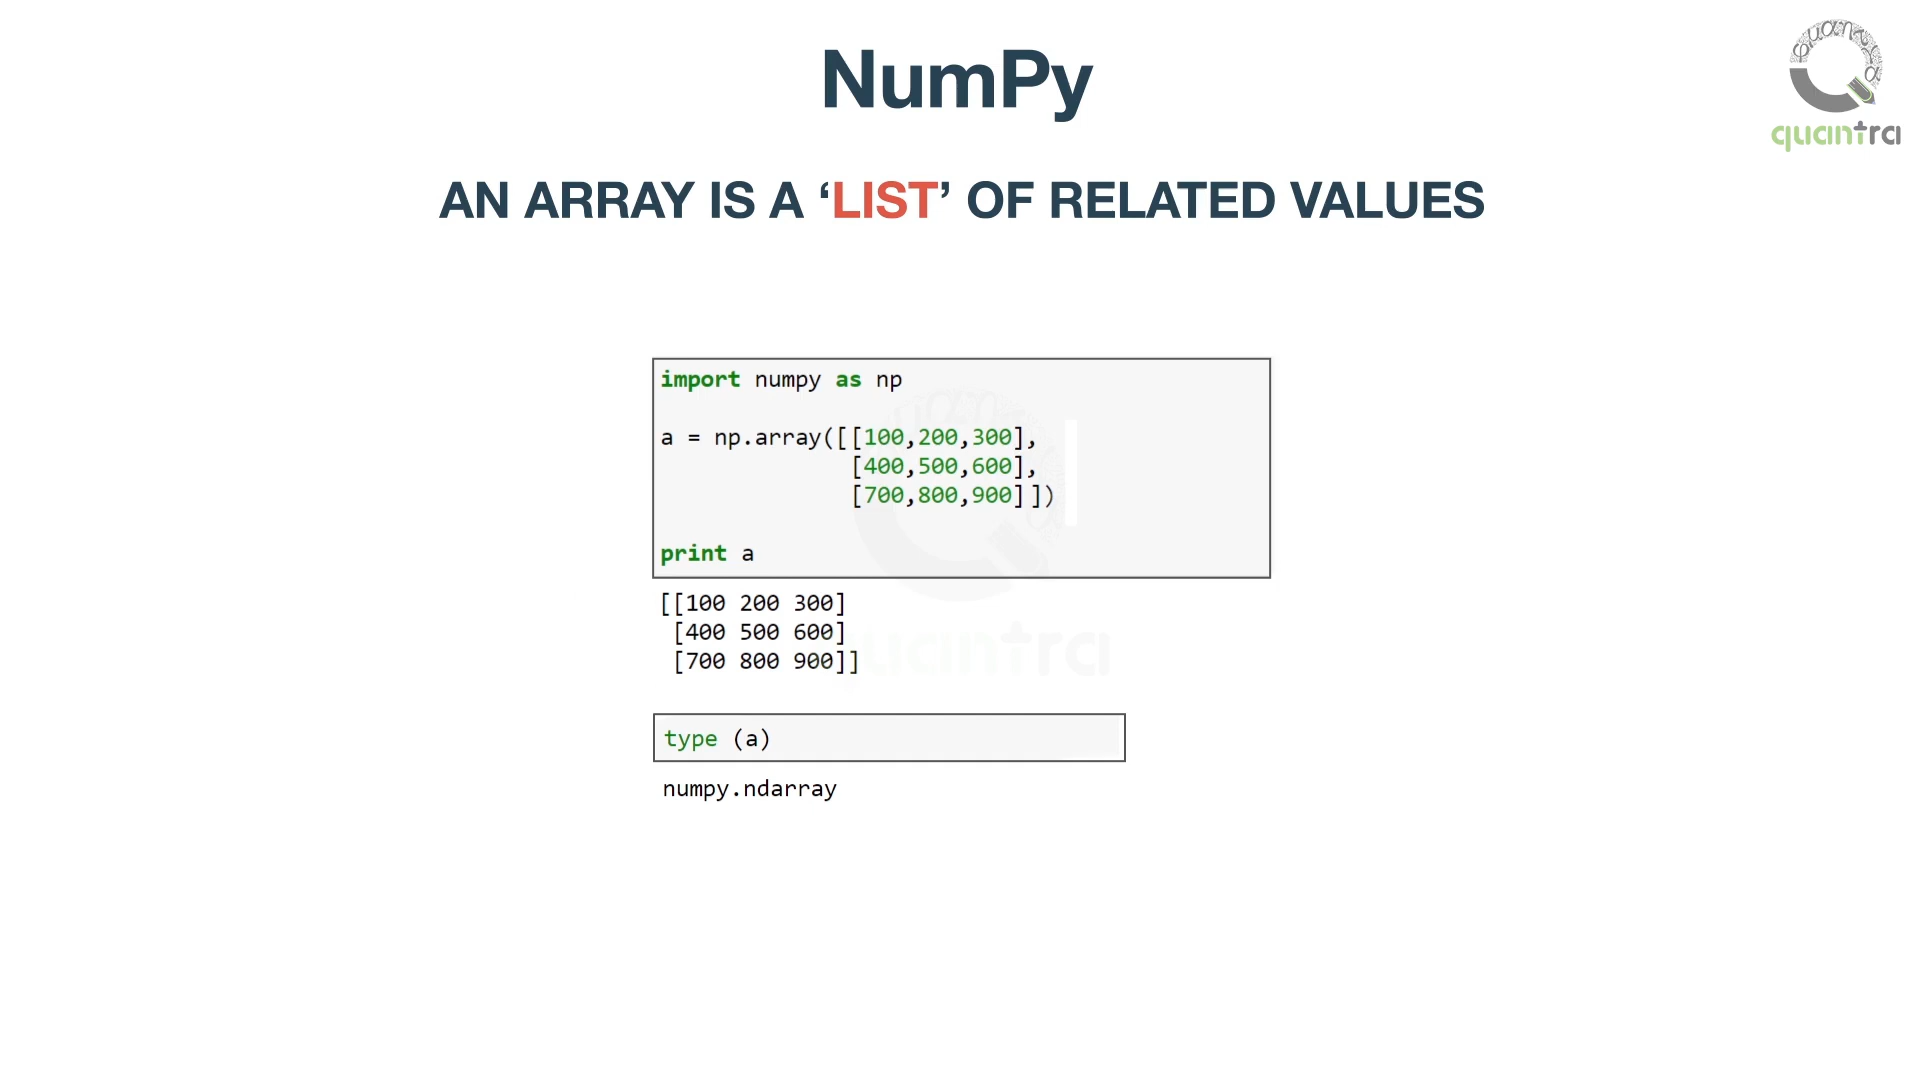 NumPy
quantra
AN ARRAY IS A ‘LIST’ OF RELATED VALUES
import numpy as np
a = np.array([[100,200,300],
[400,500,600],
[700,800,900]])
print a
[[100 200 300]
[400 500 600]
[700 800 900]]
quantra
type (a)
numpy.ndarray